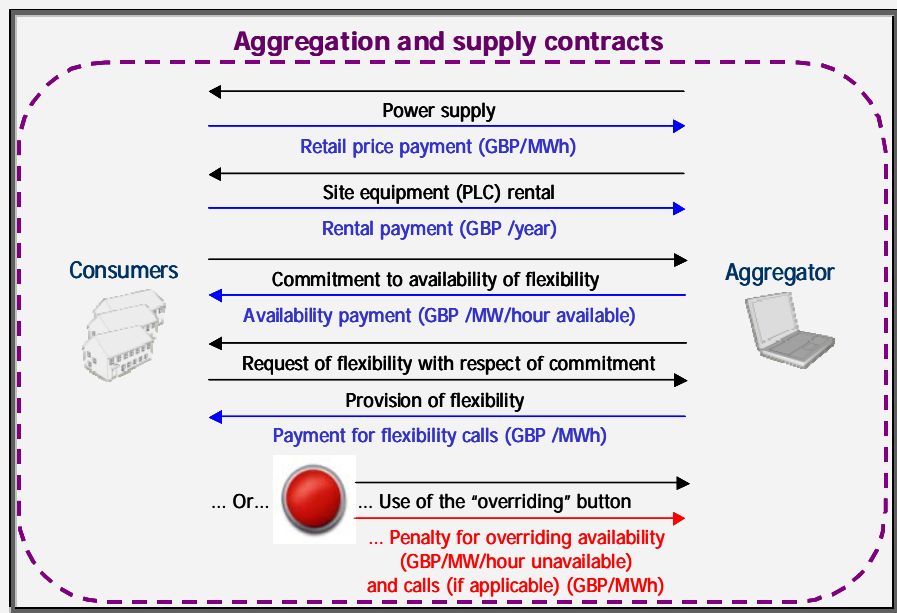 Aggregation and supply contracts
Power supply
Retail price payment (GBP/MWh)
Site equipment (PLC) rental
Rental payment (GBP /year)
Consumers
Aggregator
Commitment to availability of flexibility
Availability payment (GBP /MW/hour available)
Request of flexibility with respect of commitment
Provision of flexibility
Payment for flexibility calls (GBP /MWh)
... Or... ... Use of the “overriding” button
... Penalty for overriding availability
(GBP/MW/hour unavailable)
and calls (if applicable) (GBP/MWh)